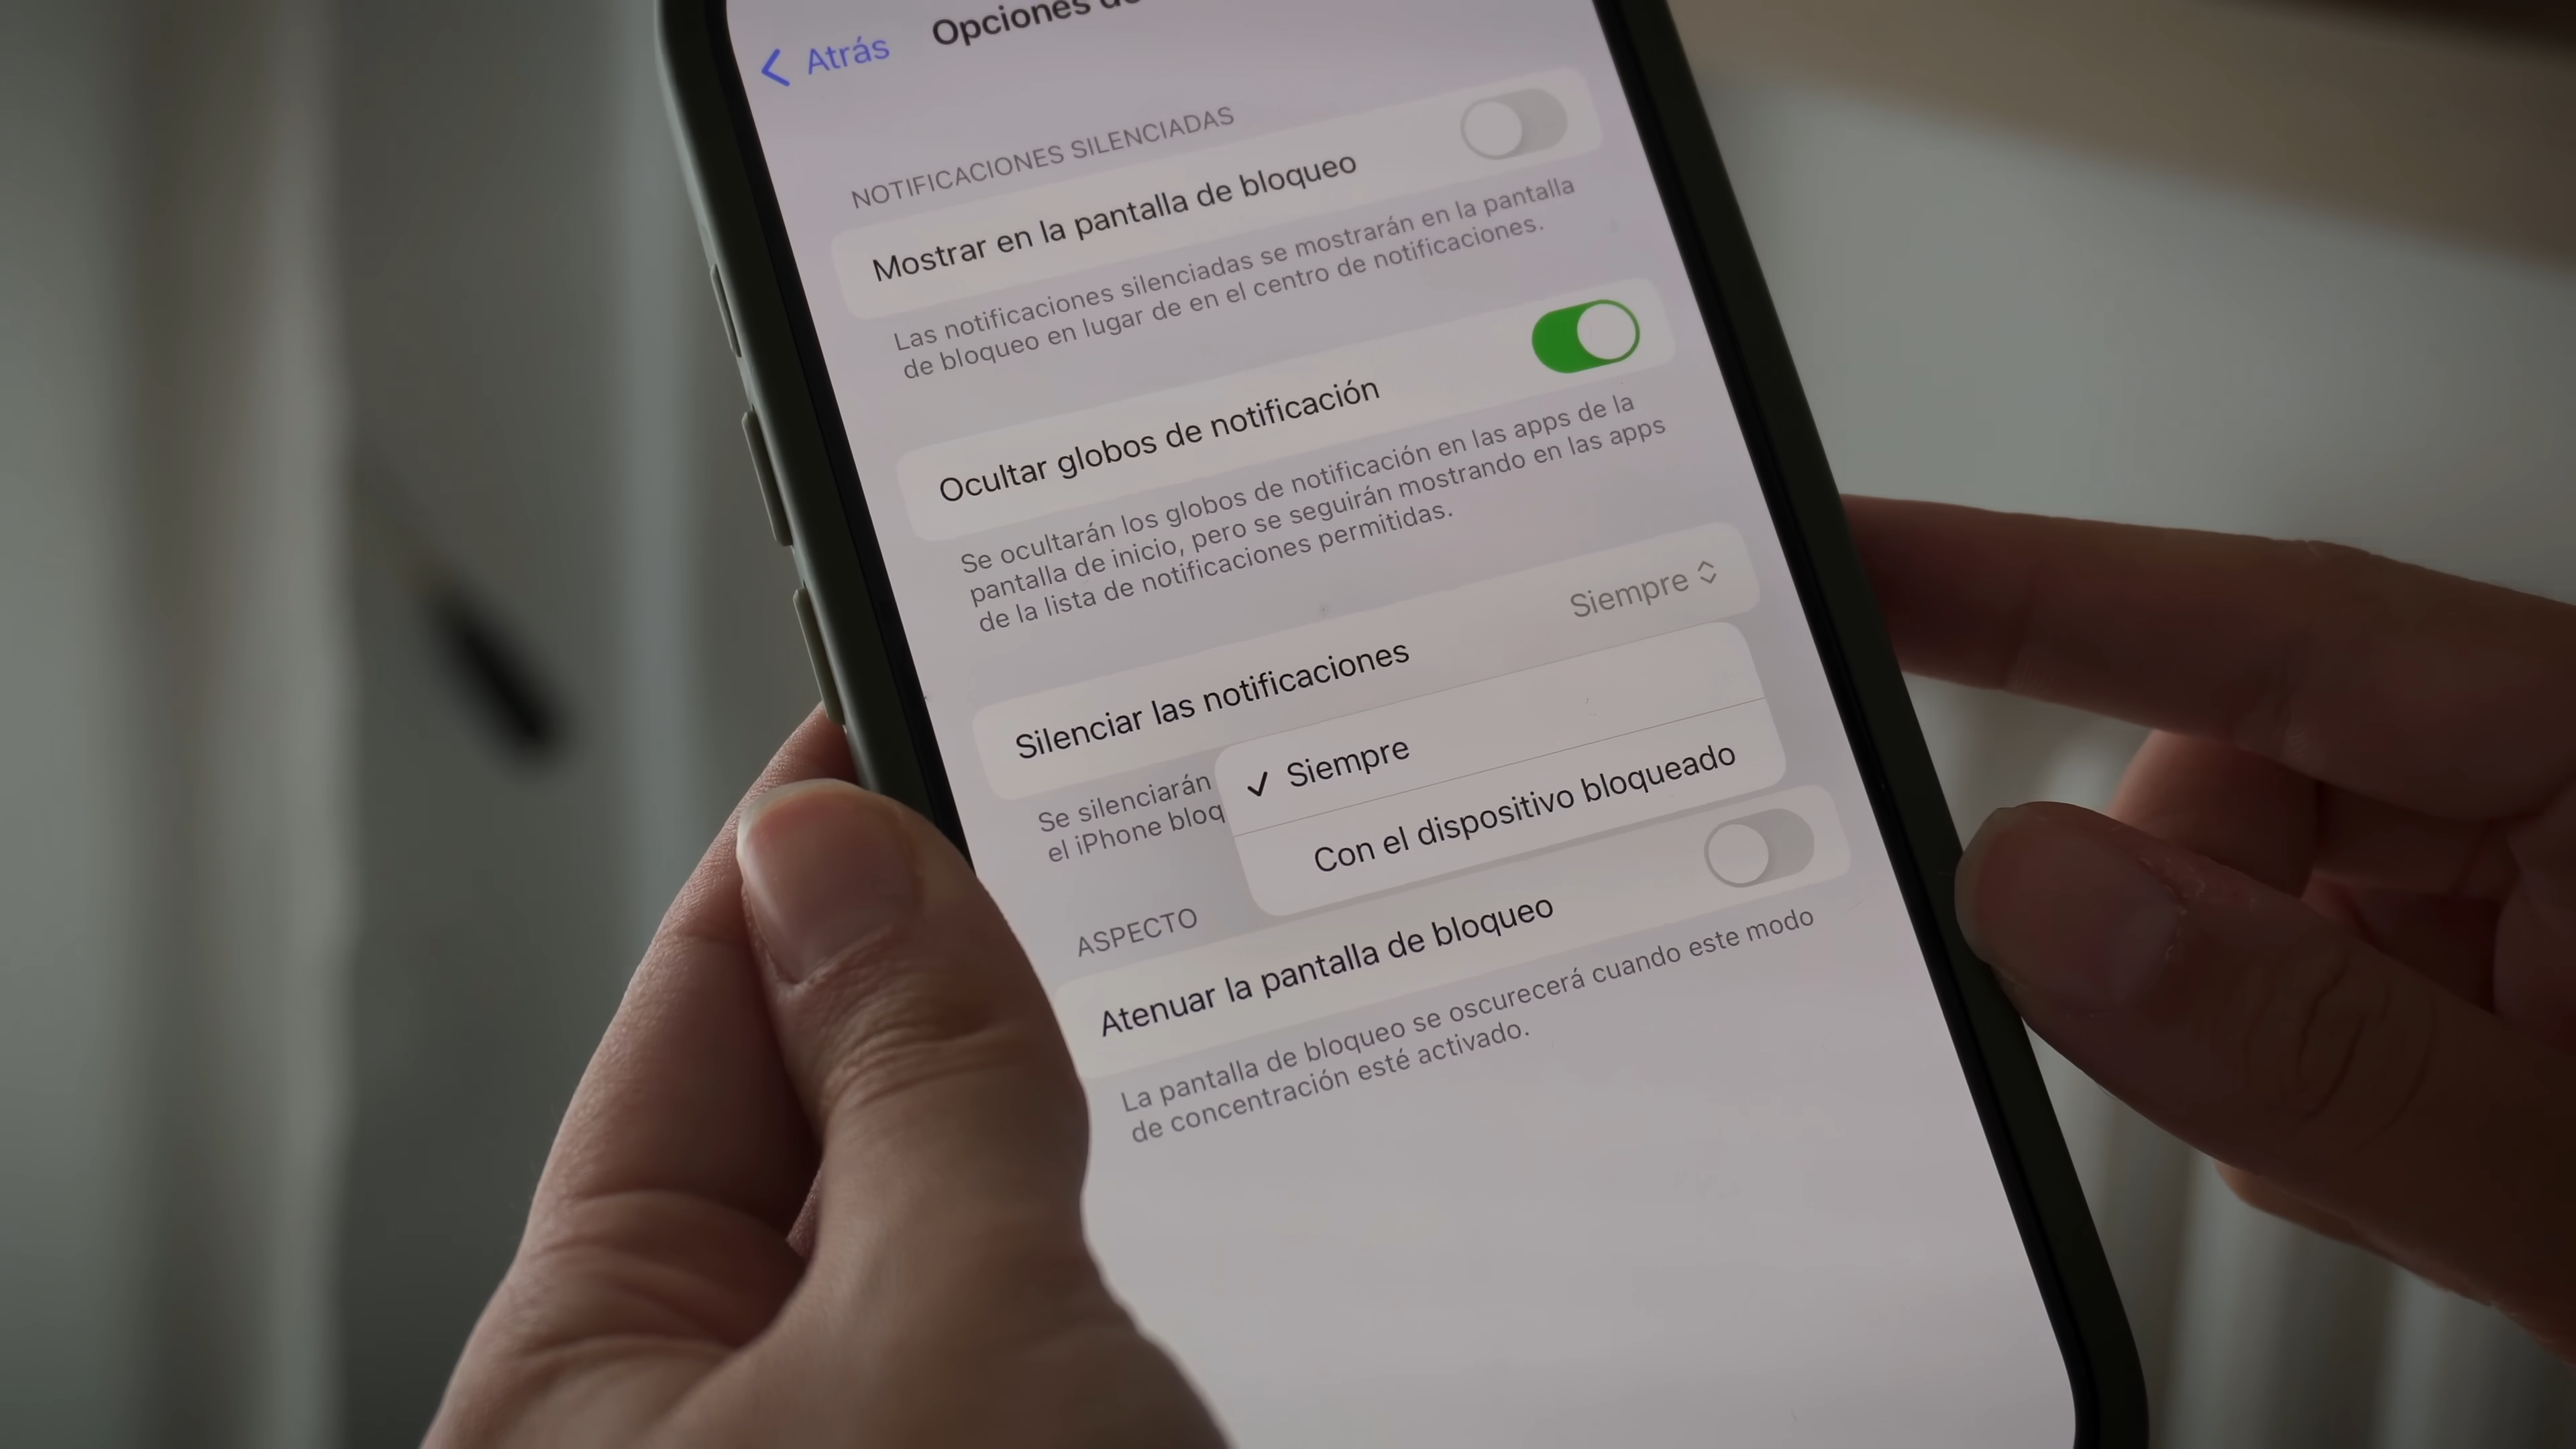 Atrás
Opciones
NOTIFICACIONES SILENCIADAS
Mostrar en la pantalla de bloqueo
Las notificaciones silenciadas se mostrarán en la pantalla
de bloqueo en lugar de en el centro de notificaciones.
Ocultar globos de notificación
Se ocultarán los globos de notificación en las apps de la
pantalla de inicio, pero se seguirán mostrando en las apps
de la lista de notificaciones permitidas.
Silenciar las notificaciones
Siempre
Se silenciarán
el iPhone bloq
✓ Siempre
Con el dispositivo bloqueado
ASPECTO
Atenuar la pantalla de bloqueo
La pantalla de bloqueo se oscurecerá cuando este modo
de concentración esté activado.